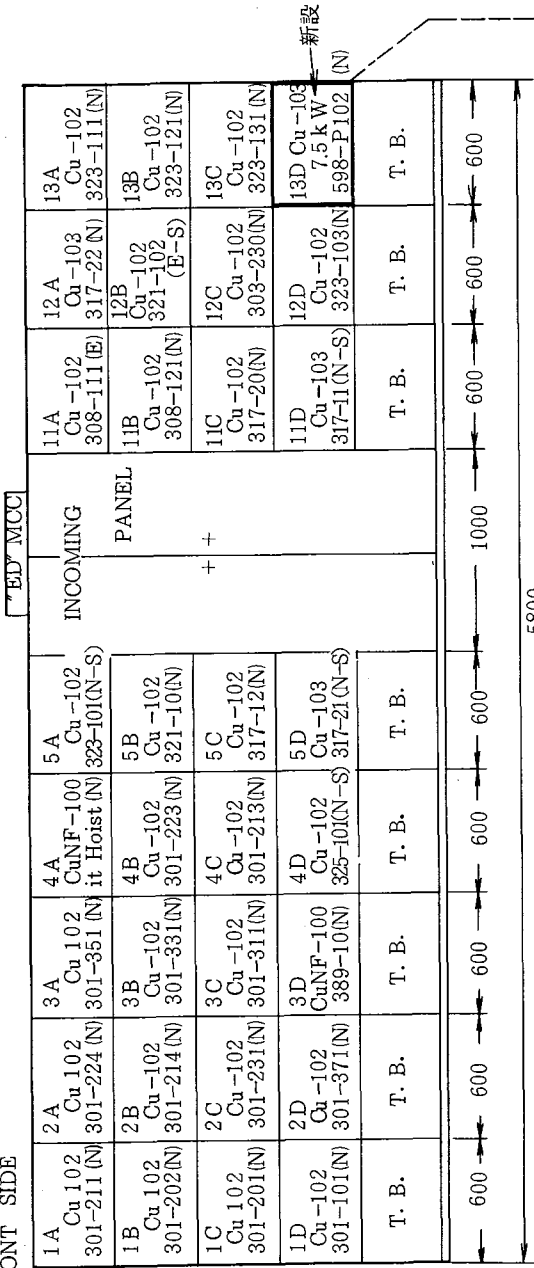 ONT SIDE
"ED" MCC
1A
Cu 102
301-211(N)
2A
Cu 102
301-224(N)
3A
Cu 102
301-351(N)
4A
CuNF-100
it Hoist(N)
5A
Cu-102
323-101(N-S)
INCOMING
PANEL
11A
Cu-102
308-111(E)
12A
Cu-103
317-22(N)
13A
Cu-102
323-111(N)
1B
Cu 102
301-202(N)
2B
Cu-102
301-214(N)
3B
Cu-102
301-331(N)
4B
Cu-102
301-223(N)
5B
Cu-102
321-10(N)
11B
Cu-102
308-121(N)
12B
Cu-102
321-102
(E-S)
13B
Cu-102
323-121(N)
1C
Cu 102
301-201(N)
2C
Cu-102
301-231(N)
3C
Cu-102
301-311(N)
4C
Cu-102
301-213(N)
5C
Cu-102
317-12(N)
+ +
11C
Cu-102
317-20(N)
12C
Cu-102
303-230(N)
13C
Cu-102
323-131(N)
1D
Cu-102
301-101(N)
2D
Cu-102
301-371(N)
3D
CuNF-100
389-10(N)
4D
Cu-102
325-101(N-S)
5D
Cu-103
317-21(N-S)
11D
Cu-103
317-11(N-S)
12D
Cu-102
323-103(N)
13D Cu-103
7.5kW
598-P102
(N)
新設
T. B.
T. B.
T. B.
T. B.
T. B.
T. B.
T. B.
T. B.
600
600
600
600
600
1000
600
600
600
5800